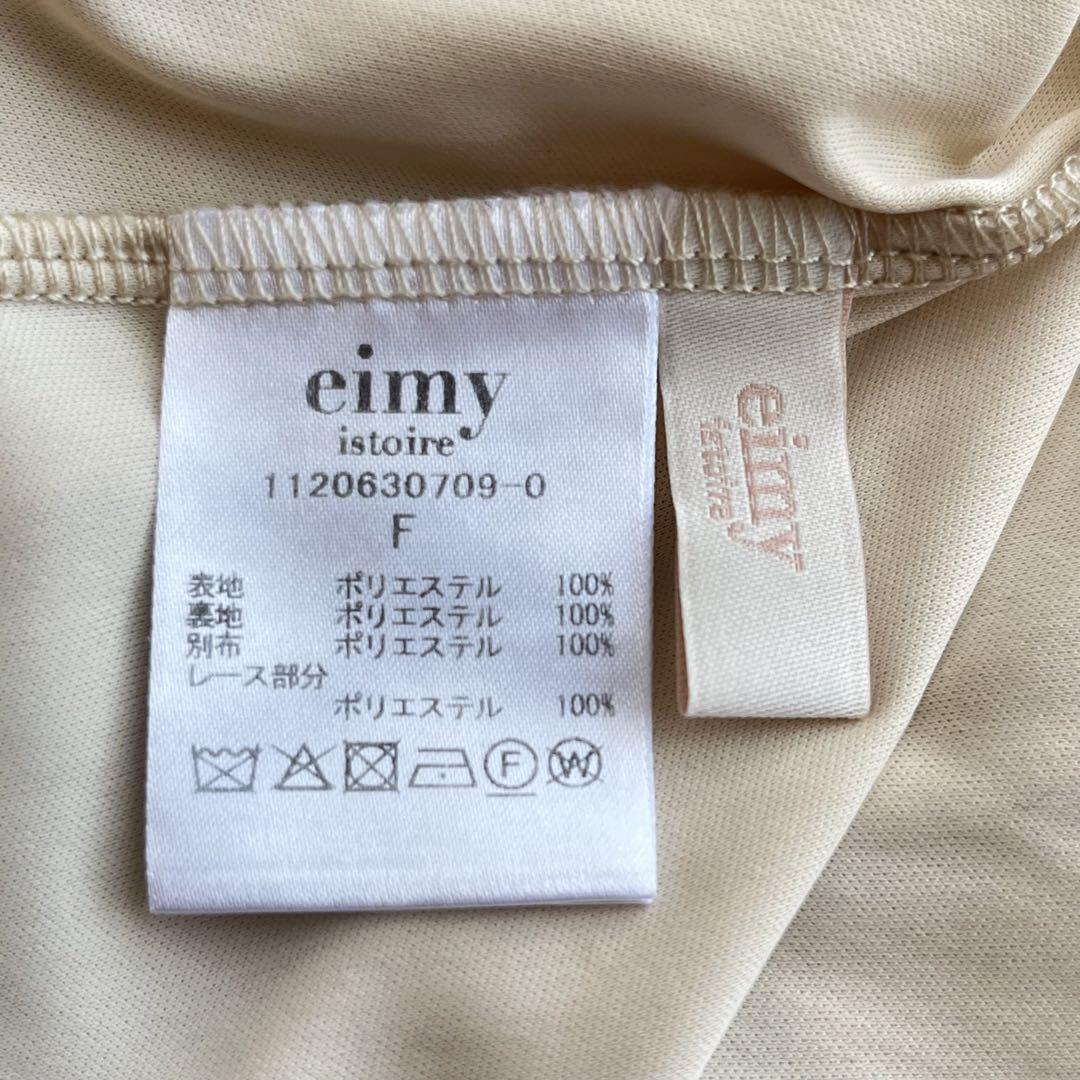 eimy
istoire
1120630709-0
F
表地 ポリエステル 100%
裏地 ポリエステル 100%
別布 ポリエステル 100%
レース部分
ポリエステル 100%
F W
eimy
istoire